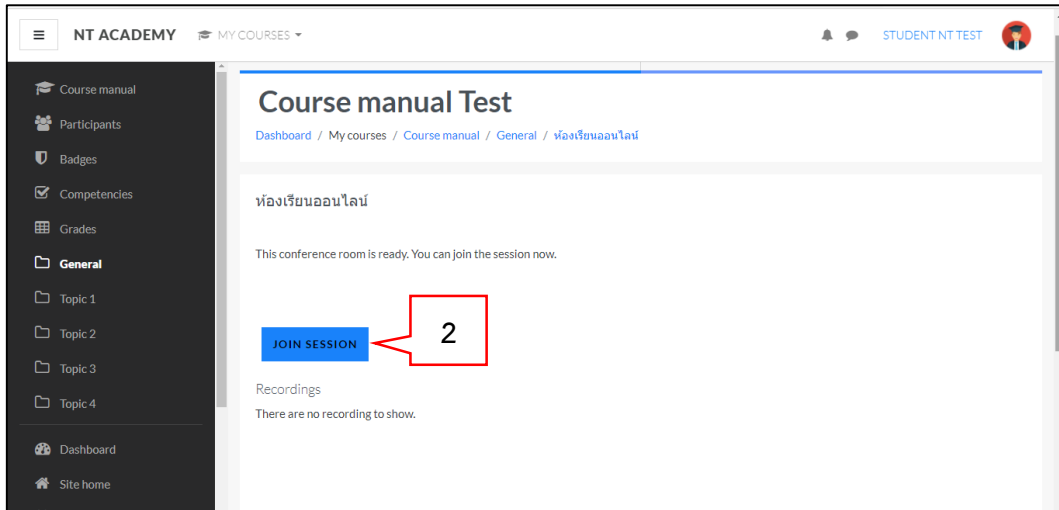 NT ACADEMY MY COURSES STUDENT NT TEST
Course manual
Participants
Badges
Competencies
Grades
General
Topic 1
Topic 2
Topic 3
Topic 4
Dashboard
Site home
Course manual Test
Dashboard / My courses / Course manual / General / ห้องเรียนออนไลน์
ห้องเรียนออนไลน์
This conference room is ready. You can join the session now.
JOIN SESSION
2
Recordings
There are no recording to show.